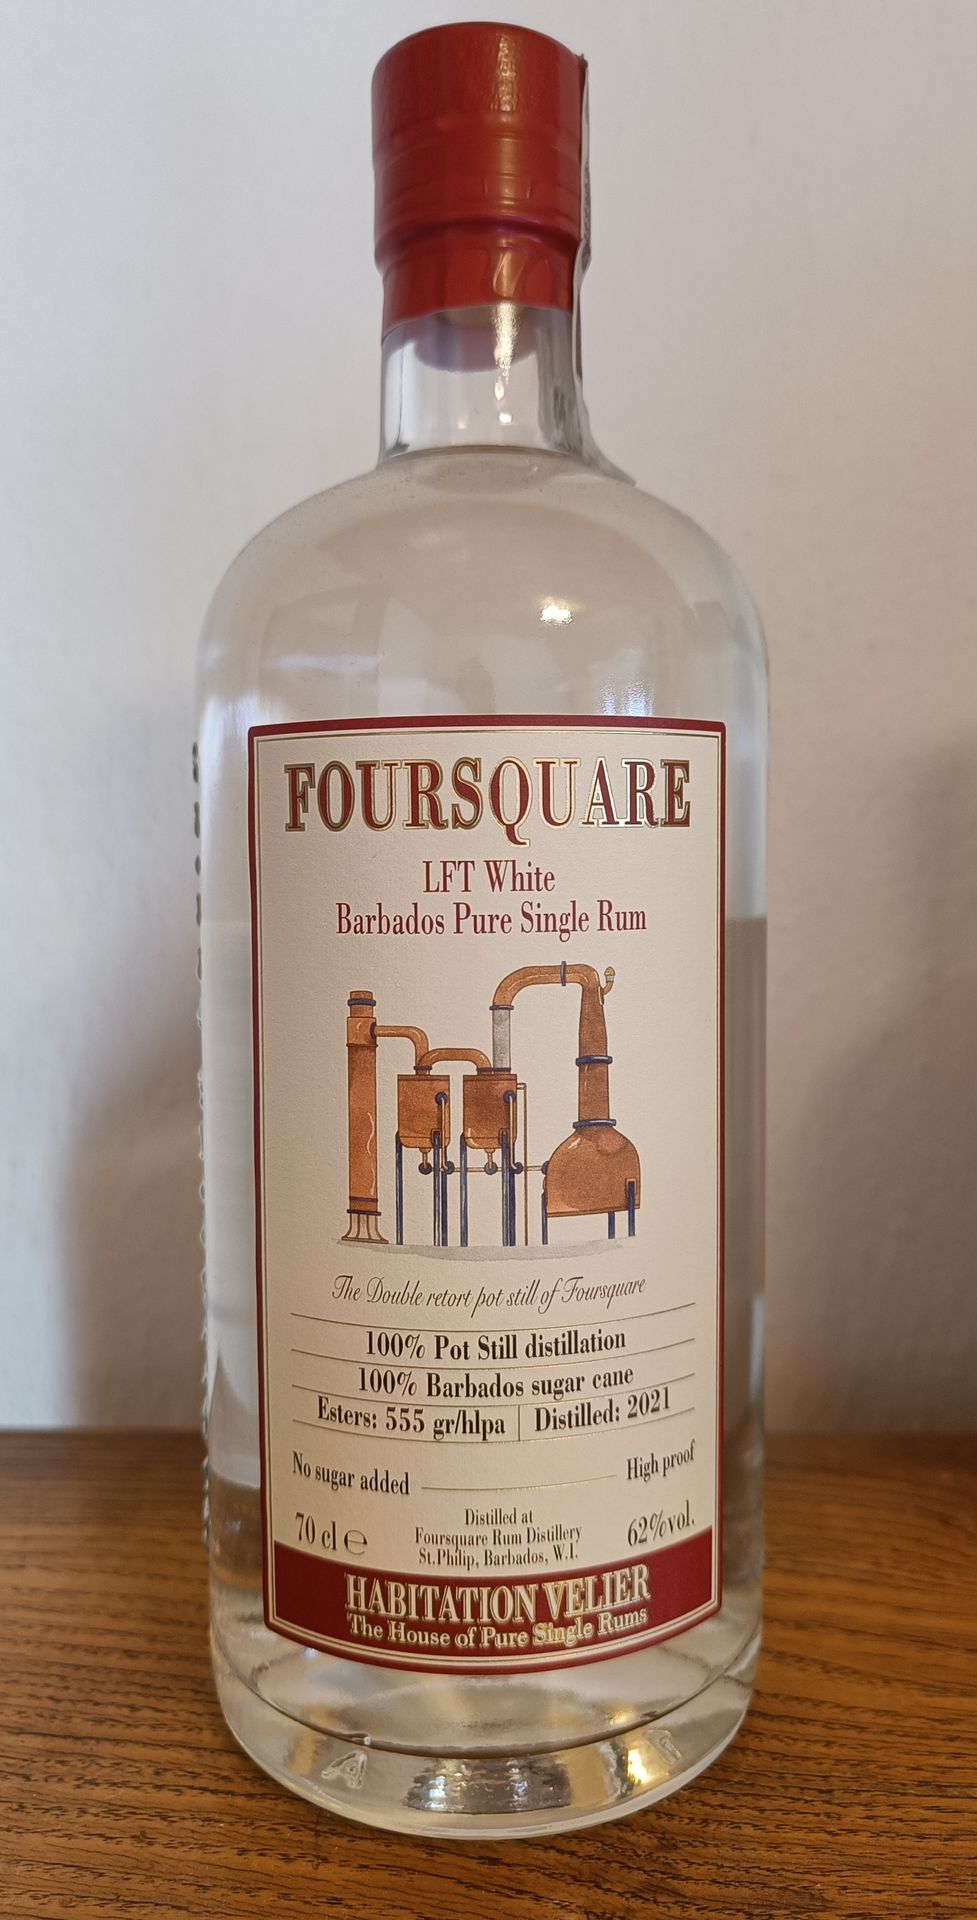 FOURSQUARE
LFT White
Barbados Pure Single Rum
The Double retort pot still of Foursquare
100% Pot Still distillation
100% Barbados sugar cane
Esters: 555 gr/hlpa Distilled: 2021
No sugar added High proof
70 cl ℮
Distilled at
Foursquare Rum Distillery
St.Philip, Barbados, W.I.
62%vol.
HABITATION VELIER
The House of Pure Single Rums